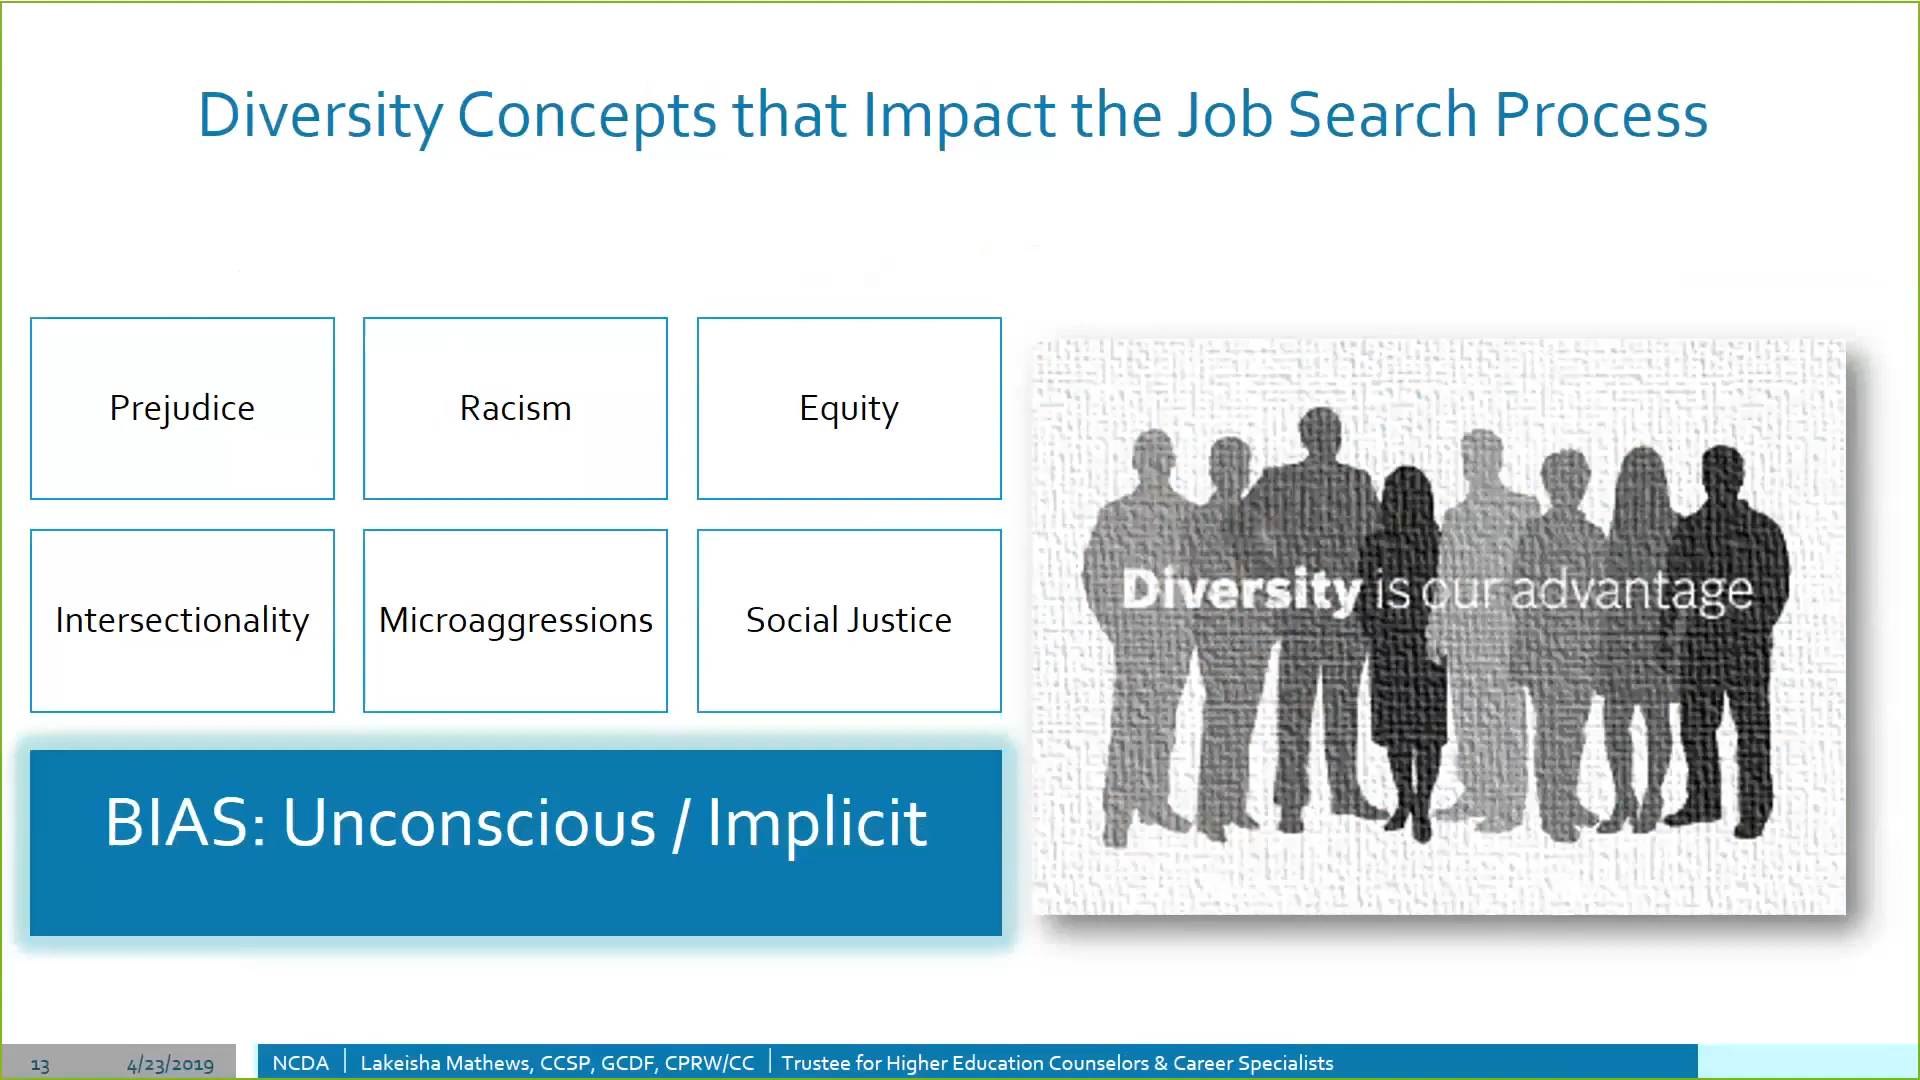 Diversity Concepts that Impact the Job Search Process
Prejudice
Racism
Equity
Intersectionality
Microaggressions
Social Justice
BIAS: Unconscious / Implicit
Diversity is our advantage
13
4/23/2019
NCDA | Lakeisha Mathews, CCSP, GCDF, CPRW/CC | Trustee for Higher Education Counselors & Career Specialists